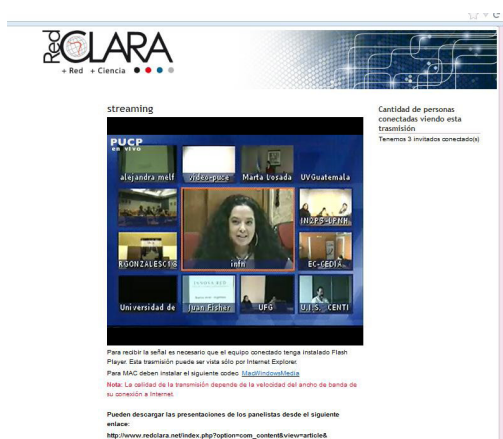 Red CLARA
+ Red + Ciencia
streaming
Cantidad de personas
conectadas viendo esta
trasmisión
Tenemos 3 invitados conectado(s)
PUCP
en vivo
alejandra melf
video-puce
Marta Losada
UVGuatemala
IN2P3-UPNH
RGONZALESC1@
infn
EC-CEDIA
Universidad de
Juan Fisher
UFG
U.I.S. CENTI
Para recibir la señal es necesario que el equipo conectado tenga instalado Flash
Player. Esta trasmisión puede ser vista sólo por Internet Explorer.
Para MAC deben instalar el siguiente codec MacWindowsMedia
Nota: La calidad de la transmisión depende de la velocidad del ancho de banda de
su conexión a Internet.
Pueden descargar las presentaciones de los panelistas desde el siguiente
enlace:
http://www.redclara.net/index.php?option=com_content&view=article&